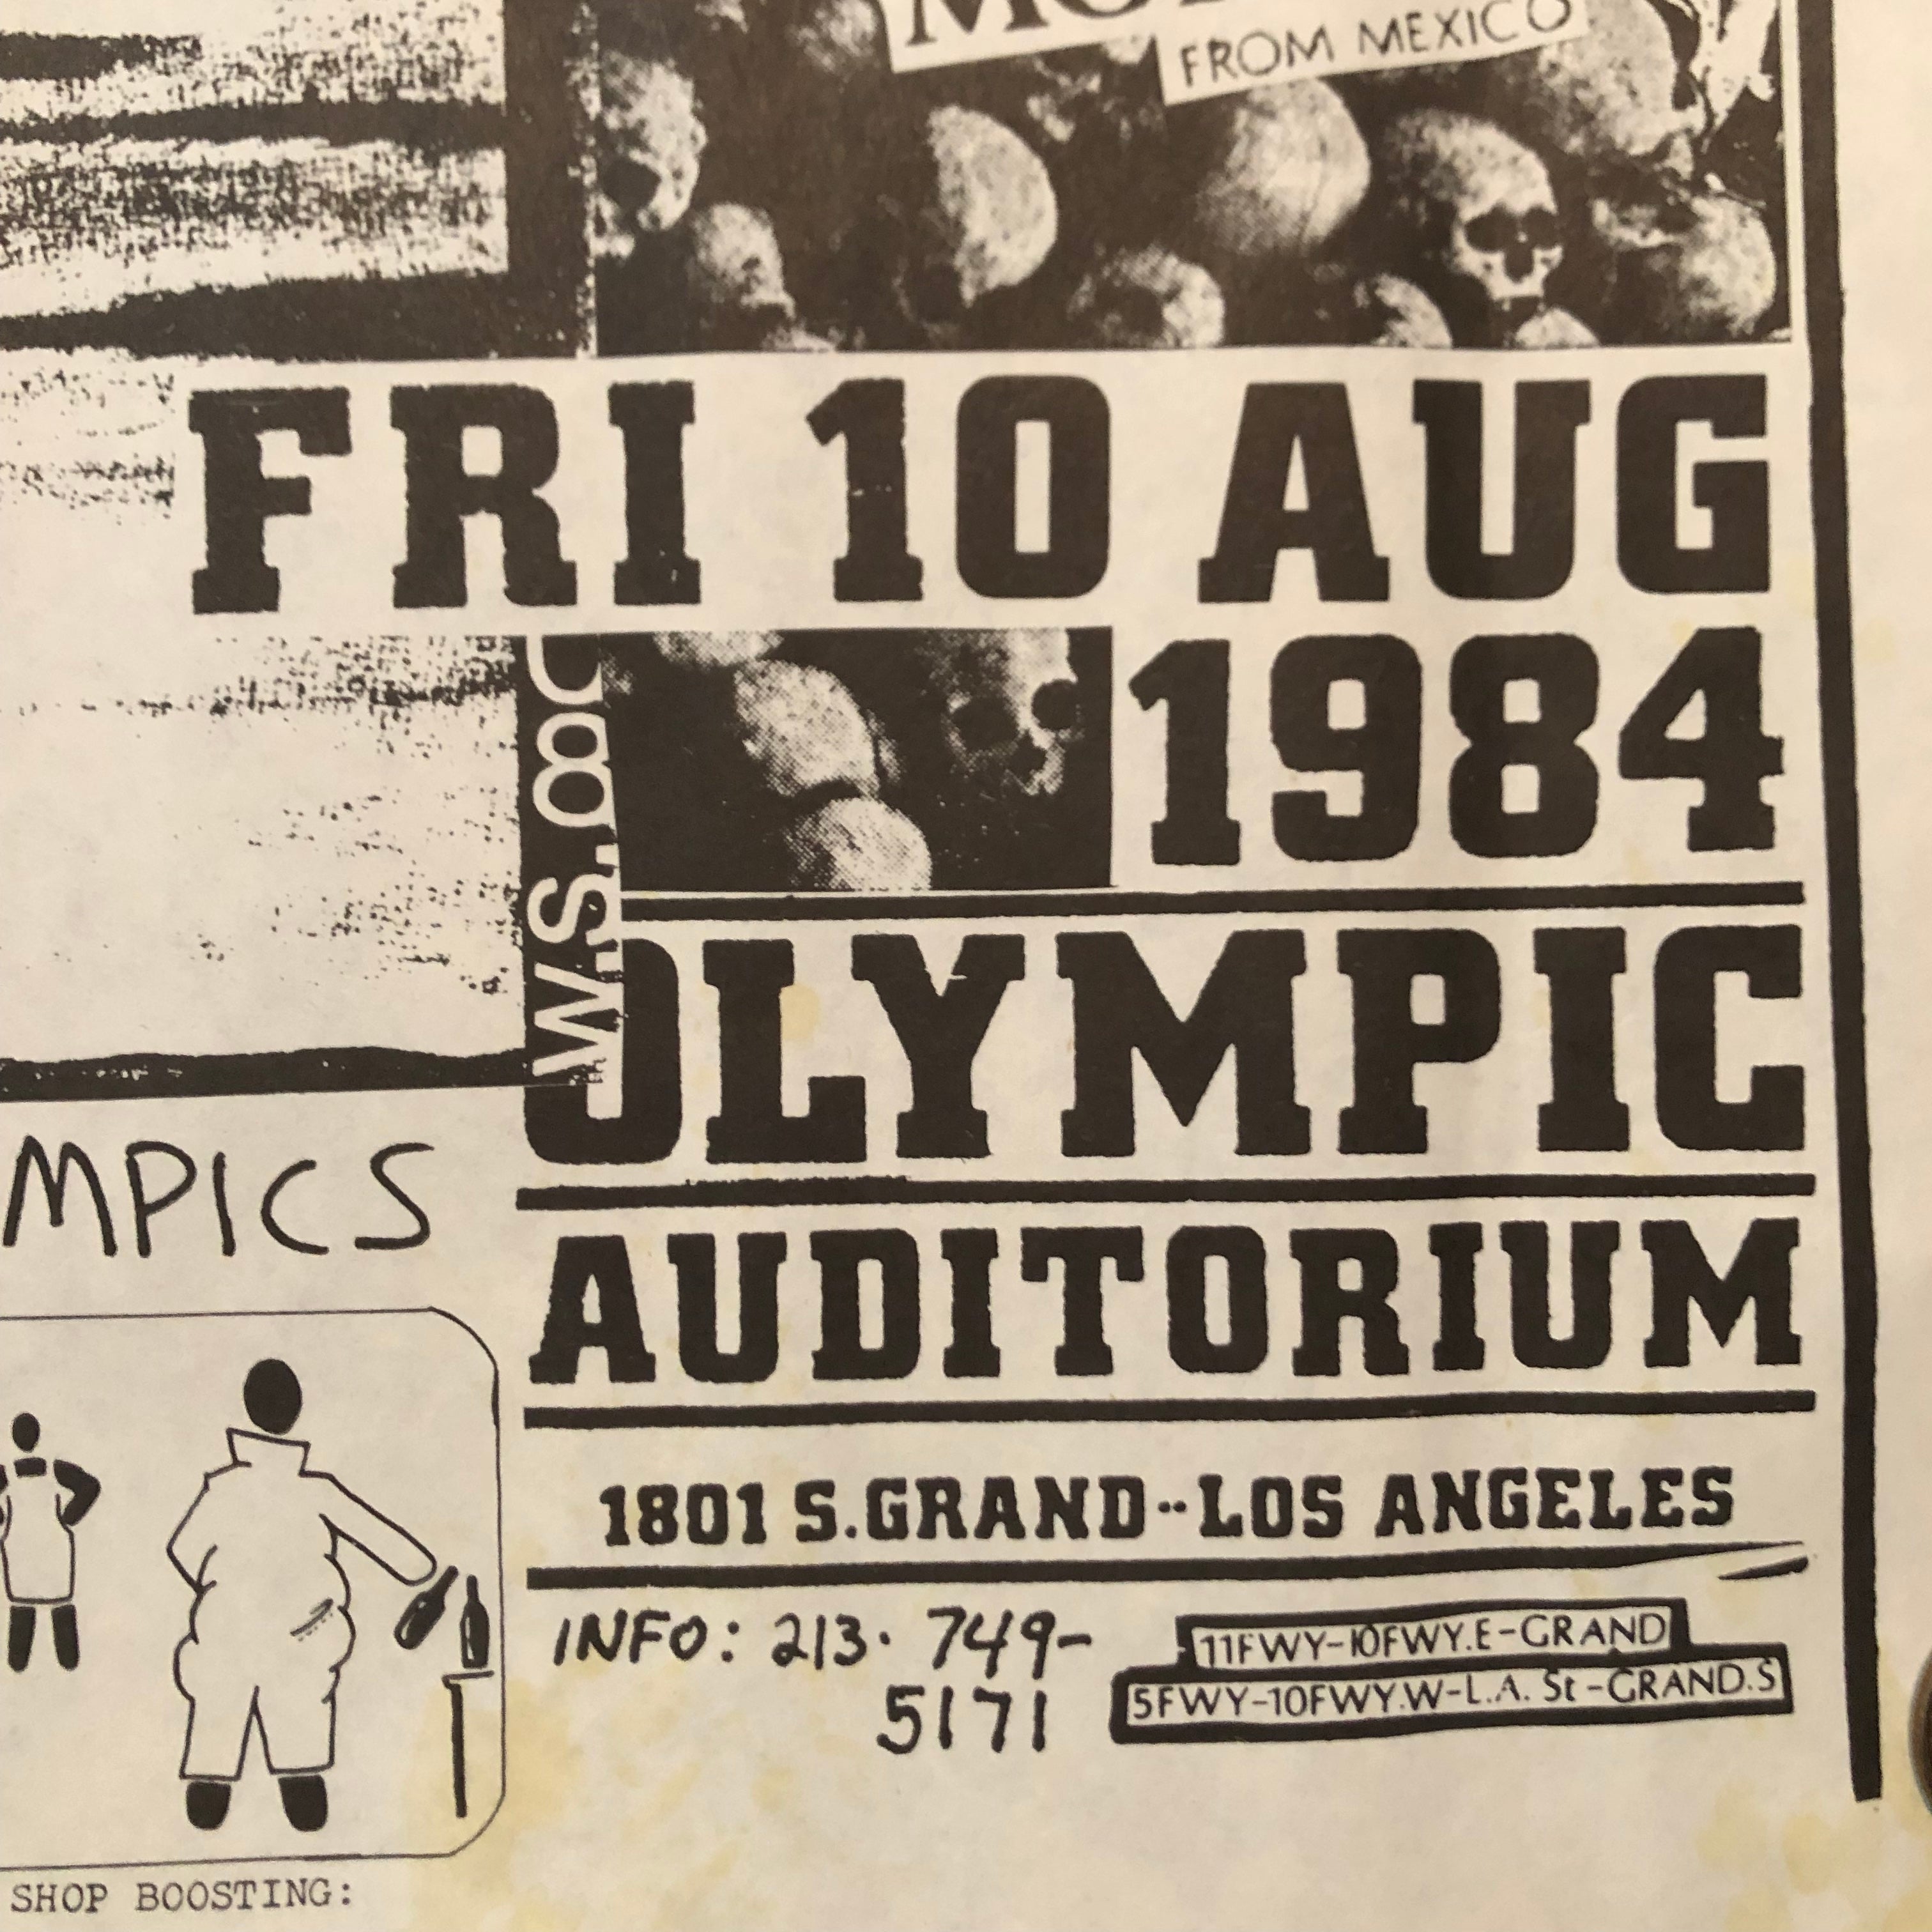 FROM MEXICO
FRI 10 AUG
1984
OLYMPIC
AUDITORIUM
1801 S.GRAND--LOS ANGELES
INFO: 213· 749-
5171
11FWY-10FWY.E-GRAND
5FWY-10FWY.W-L.A. St-GRAND.S
MPICS
SHOP BOOSTING: